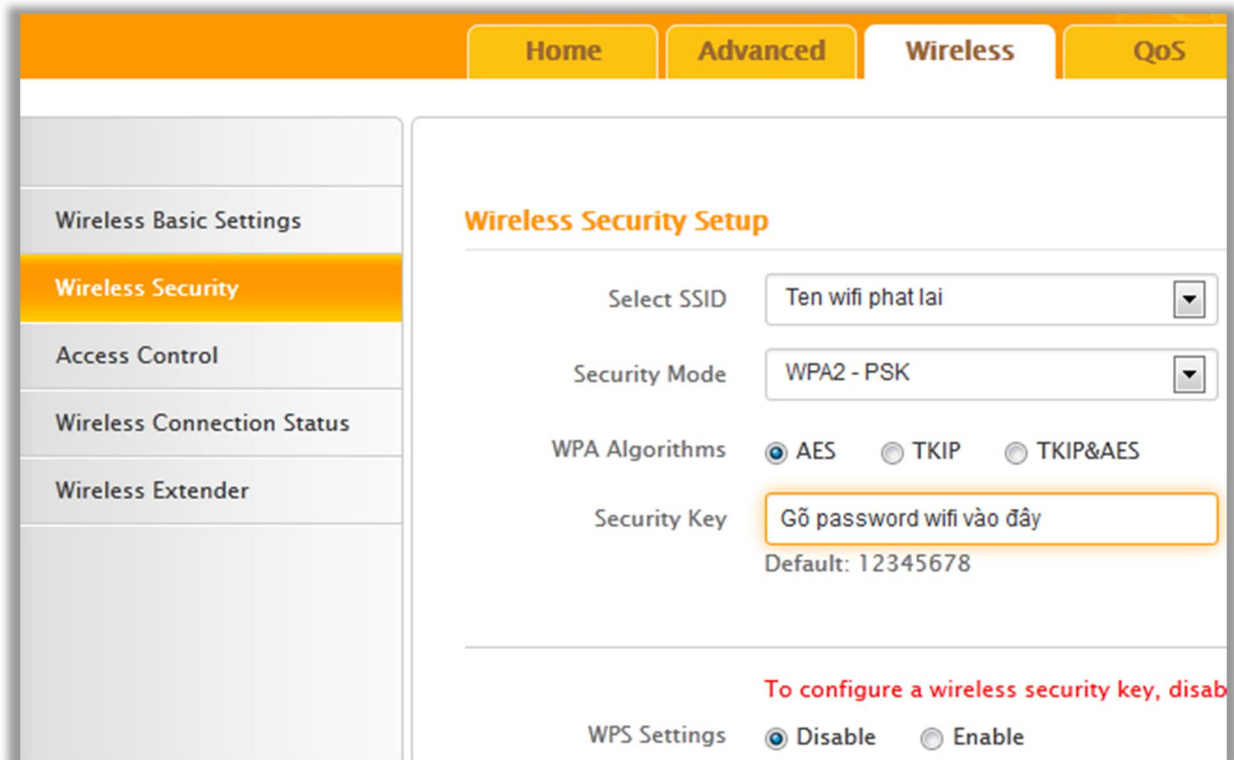 Home Advanced Wireless QoS
Wireless Basic Settings
Wireless Security
Access Control
Wireless Connection Status
Wireless Extender
Wireless Security Setup
Select SSID Ten wifi phat lai
Security Mode WPA2 - PSK
WPA Algorithms AES TKIP TKIP&AES
Security Key Gõ password wifi vào đây
Default: 12345678
To configure a wireless security key, disab
WPS Settings Disable Enable